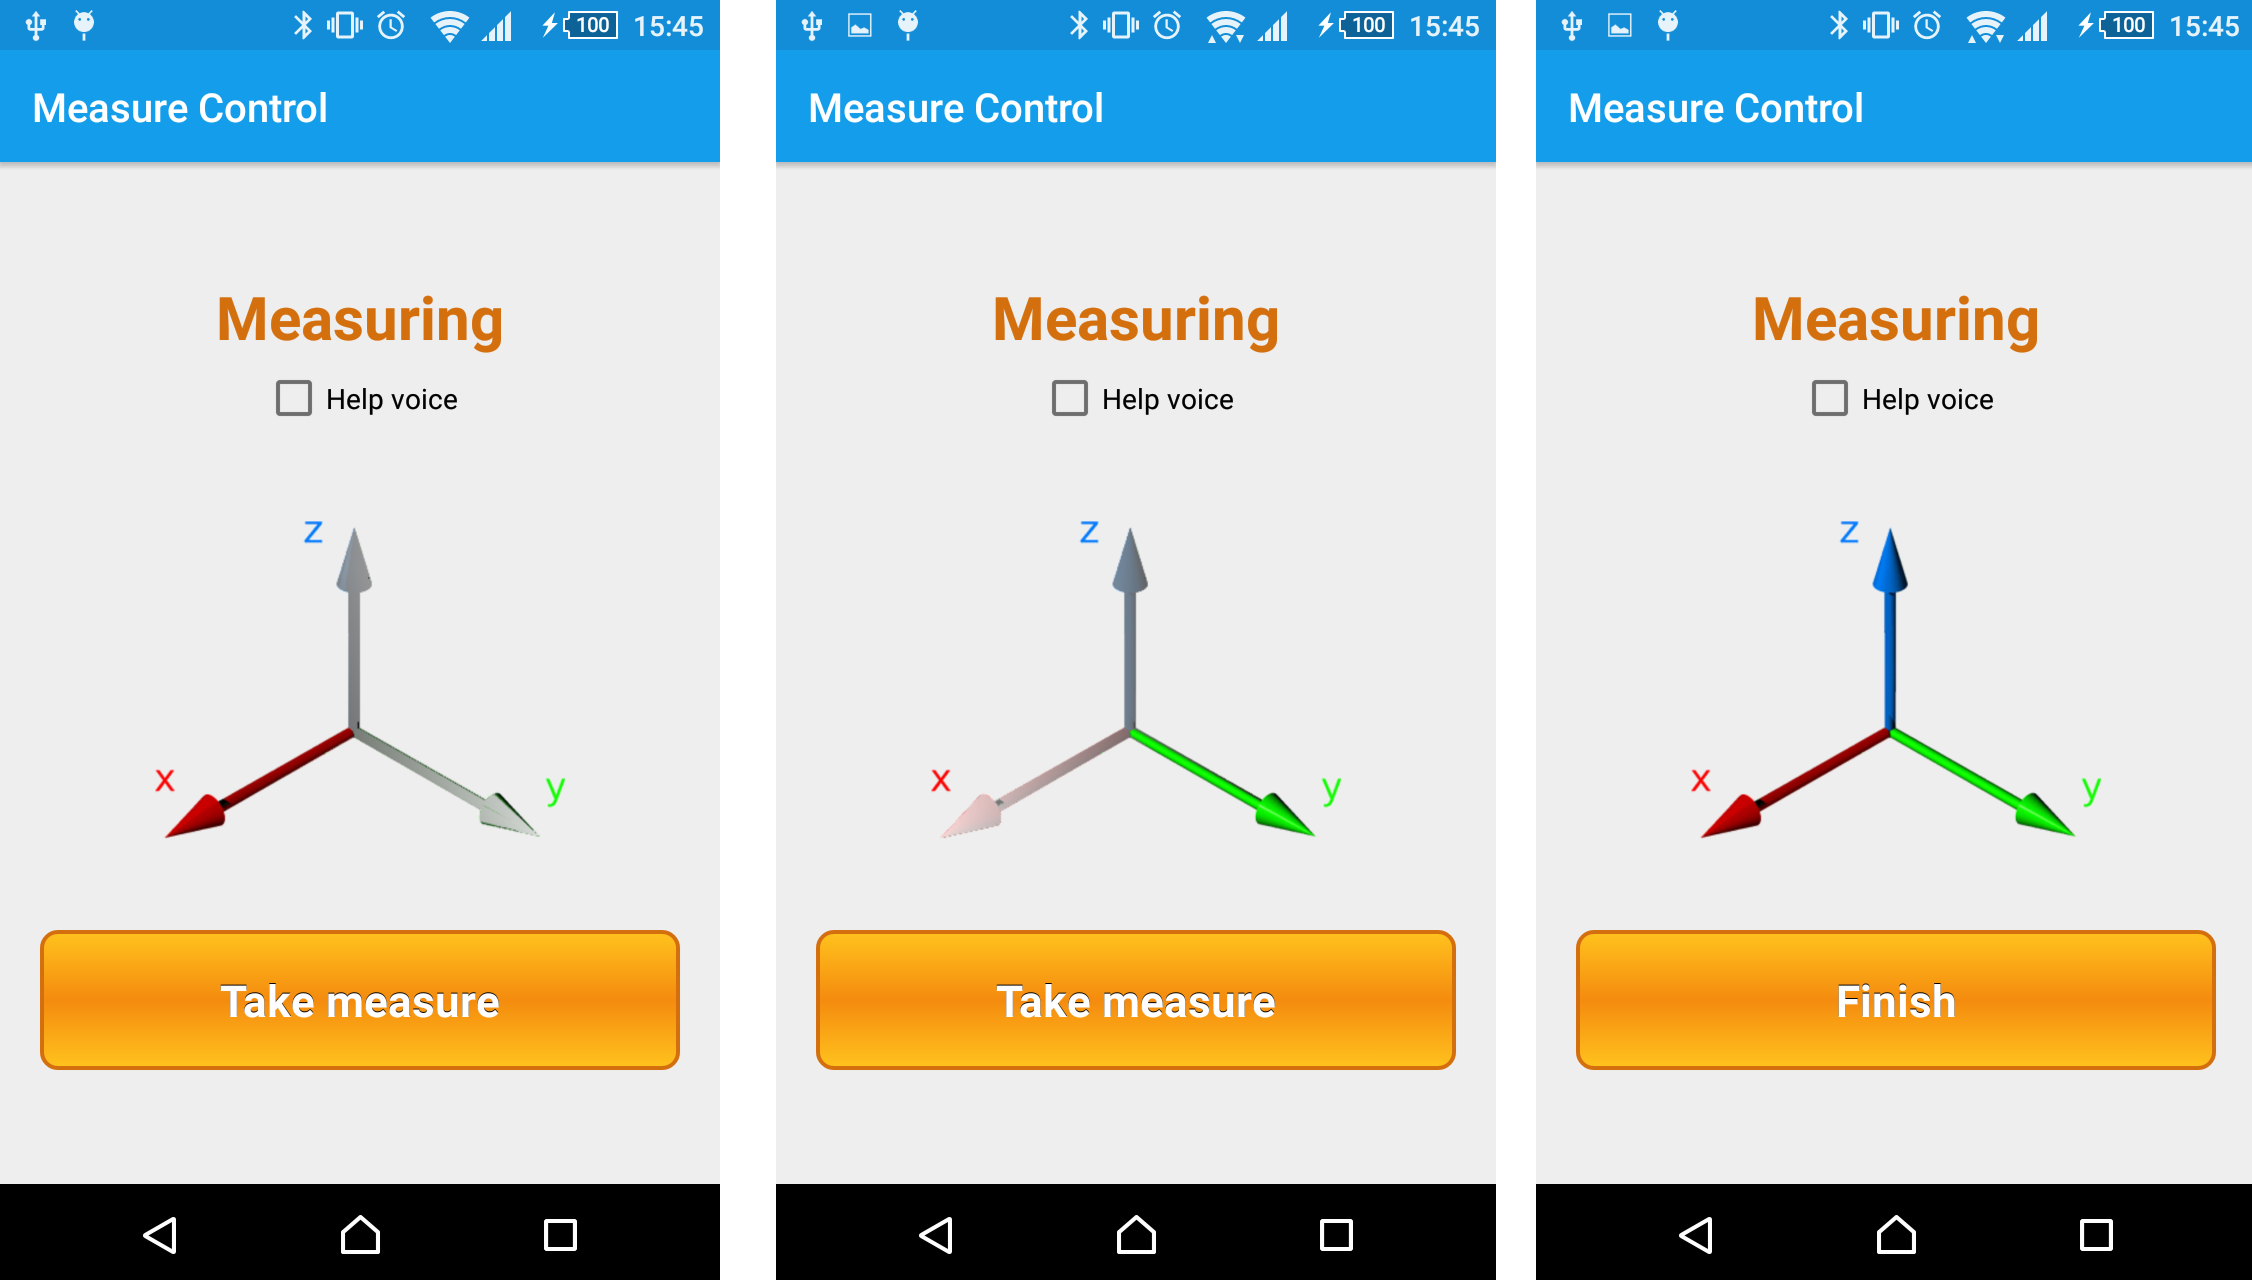 100 15:45
Measure Control
Measuring
Help voice
z
x
y
Take measure
100 15:45
Measure Control
Measuring
Help voice
z
x
y
Take measure
100 15:45
Measure Control
Measuring
Help voice
z
x
y
Finish